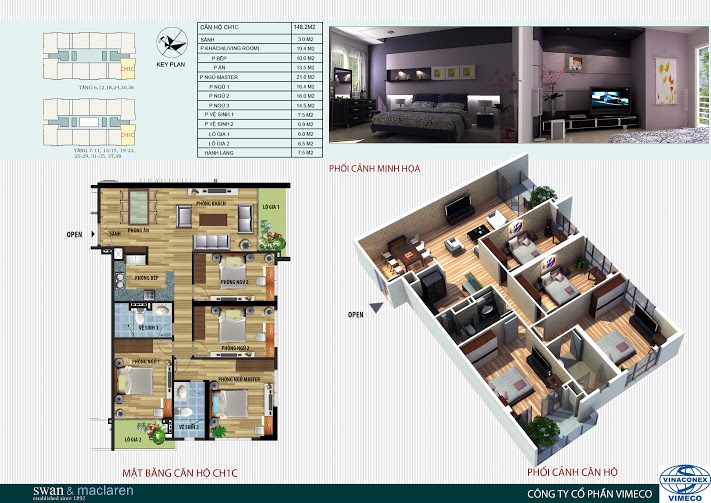 CĂN HỘ CH1C 148.2M2
SẢNH 3.0 M2
P KHÁCH(LIVING ROOM) 19.4 M2
P BẾP 10.0 M2
P ĂN 13.5 M2
P NGỦ MASTER 21.0 M2
P NGỦ 1 16.4 M2
P NGỦ 2 16.0 M2
P NGỦ 3 14.5 M2
P VỆ SINH 1 7.5 M2
P VỆ SINH 2 6.9 M2
LÔ GIA 1 6.0 M2
LÔ GIA 2 6.5 M2
HÀNH LANG 7.5 M2
KEY PLAN
CH1C
TẦNG 6,12,18,24,30,36
CH1C
TẦNG 7-11, 13-17, 19-23,
25-29, 31-35, 37,38
PHỐI CẢNH MINH HỌA
PHÒNG KHÁCH
LÔ GIA 1
PHÒNG ĂN
OPEN
SẢNH
PHÒNG BẾP
PHÒNG NGỦ 3
VỆ SINH 1
PHÒNG NGỦ 2
PHÒNG NGỦ 1
PHÒNG NGỦ MASTER
VỆ SINH 2
LÔ GIA 2
OPEN
MẶT BẰNG CĂN HỘ CH1C
PHỐI CẢNH CĂN HỘ
swan & maclaren
established since 1892
CÔNG TY CỔ PHẦN VIMECO
VINACONEX
VIMECO